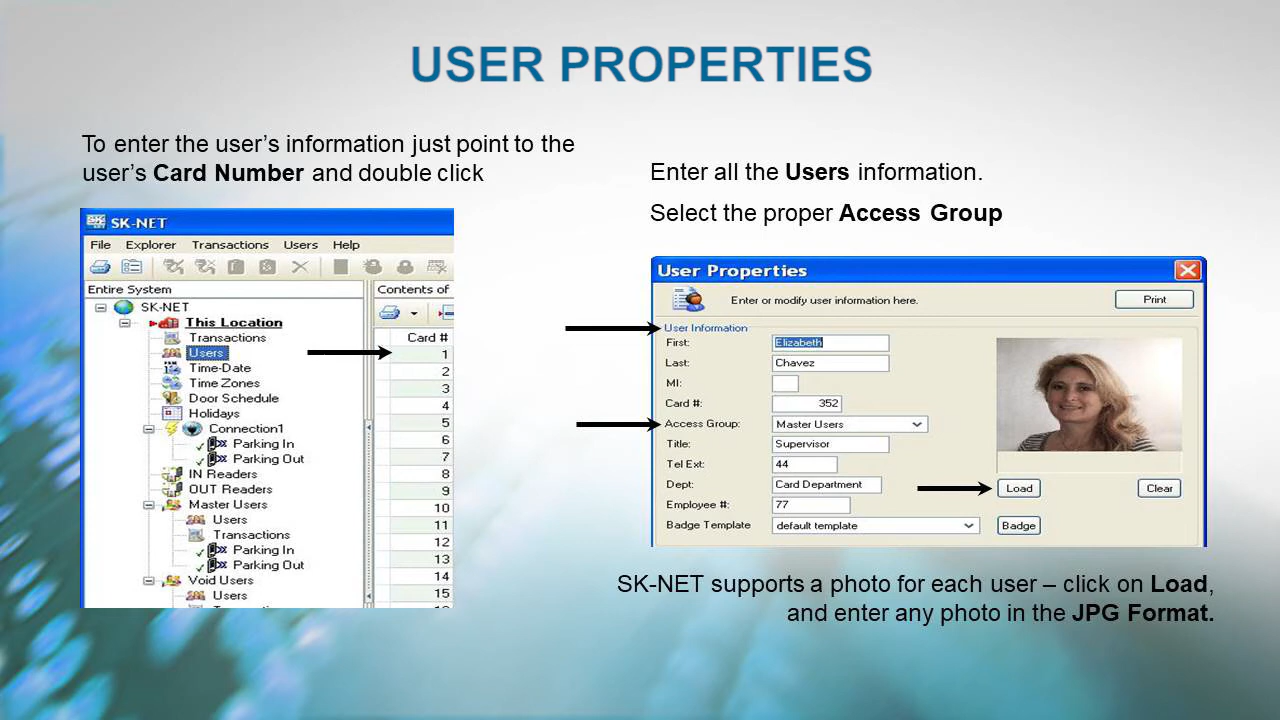 USER PROPERTIES
To enter the user’s information just point to the
user’s Card Number and double click
Enter all the Users information.
Select the proper Access Group
SK-NET
File Explorer Transactions Users Help
Entire System
Contents of
SK-NET
This Location
Transactions
Users
Time-Date
Time Zones
Door Schedule
Holidays
Connection1
Parking In
Parking Out
IN Readers
OUT Readers
Master Users
Users
Transactions
Parking In
Parking Out
Void Users
Users
Card #
1
2
3
4
5
6
7
8
9
10
11
12
13
14
15
User Properties
Enter or modify user information here.
Print
User Information
First: Elizabeth
Last: Chavez
MI:
Card #: 352
Access Group: Master Users
Title: Supervisor
Tel Ext: 44
Dept: Card Department
Employee #: 77
Badge Template default template
Load
Clear
Badge
SK-NET supports a photo for each user – click on Load,
and enter any photo in the JPG Format.